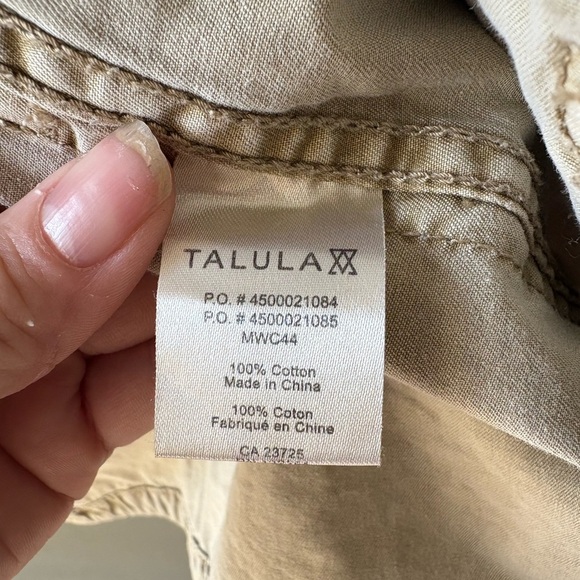 TALULA
P.O. # 4500021084
P.O. # 4500021085
MWC44
100% Cotton
Made in China
100% Coton
Fabriqué en Chine
CA 23725